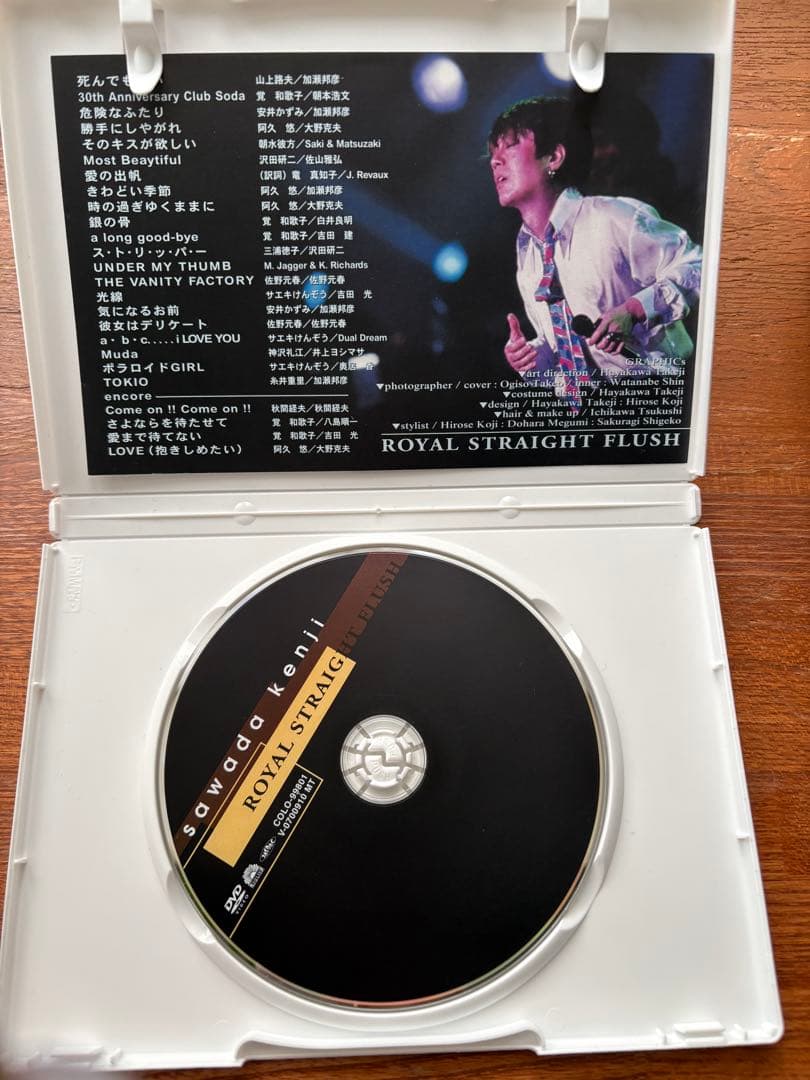 死んでも い 山上路夫/加瀬邦彦
30th Anniversary Club Soda 覚 和歌子/朝本浩文
危険なふたり 安井かずみ/加瀬邦彦
勝手にしやがれ 阿久 悠/大野克夫
そのキスが欲しい 朝水彼方/Saki & Matsuzaki
Most Beaytiful 沢田研二/佐山雅弘
愛の出帆 (訳詞) 竜 真知子/J. Revaux
きわどい季節 阿久 悠/加瀬邦彦
時の過ぎゆくままに 阿久 悠/大野克夫
銀の骨 覚 和歌子/白井良明
a long good-bye 覚 和歌子/吉田 建
ス・ト・リ・ッ・パ・ー 三浦徳子/沢田研二
UNDER MY THUMB M. Jagger & K. Richards
THE VANITY FACTORY 佐野元春/佐野元春
光線 サエキけんぞう/吉田 光
気になるお前 安井かずみ/加瀬邦彦
彼女はデリケート 佐野元春/佐野元春
a・b・c.....i LOVE YOU サエキけんぞう/Dual Dream
Muda 神沢礼江/井上ヨシマサ
ポラロイドGIRL サエキけんぞう/奥居 香
TOKIO 糸井重里/加瀬邦彦
encore
Come on !! Come on !! 秋間経夫/秋間経夫
さよならを待たせて 覚 和歌子/八島順一
愛まで待てない 覚 和歌子/吉田 光
LOVE (抱きしめたい) 阿久 悠/大野克夫
GRAPHICs
▼art direction / Hayakawa Takeji
▼photographer / cover : Ogiso Takeo / inner : Watanabe Shin
▼costume design / Hayakawa Takeji
▼design / Hayakawa Takeji : Hirose Koji
▼hair & make up / Ichikawa Tsukushi
▼stylist / Hirose Koji : Dohara Megumi : Sakuragi Shigeko
ROYAL STRAIGHT FLUSH
sawada kenji
ROYAL STRAIGHT FLUSH
COLO-99801
V-0700910 MT
DVD
VIDEO